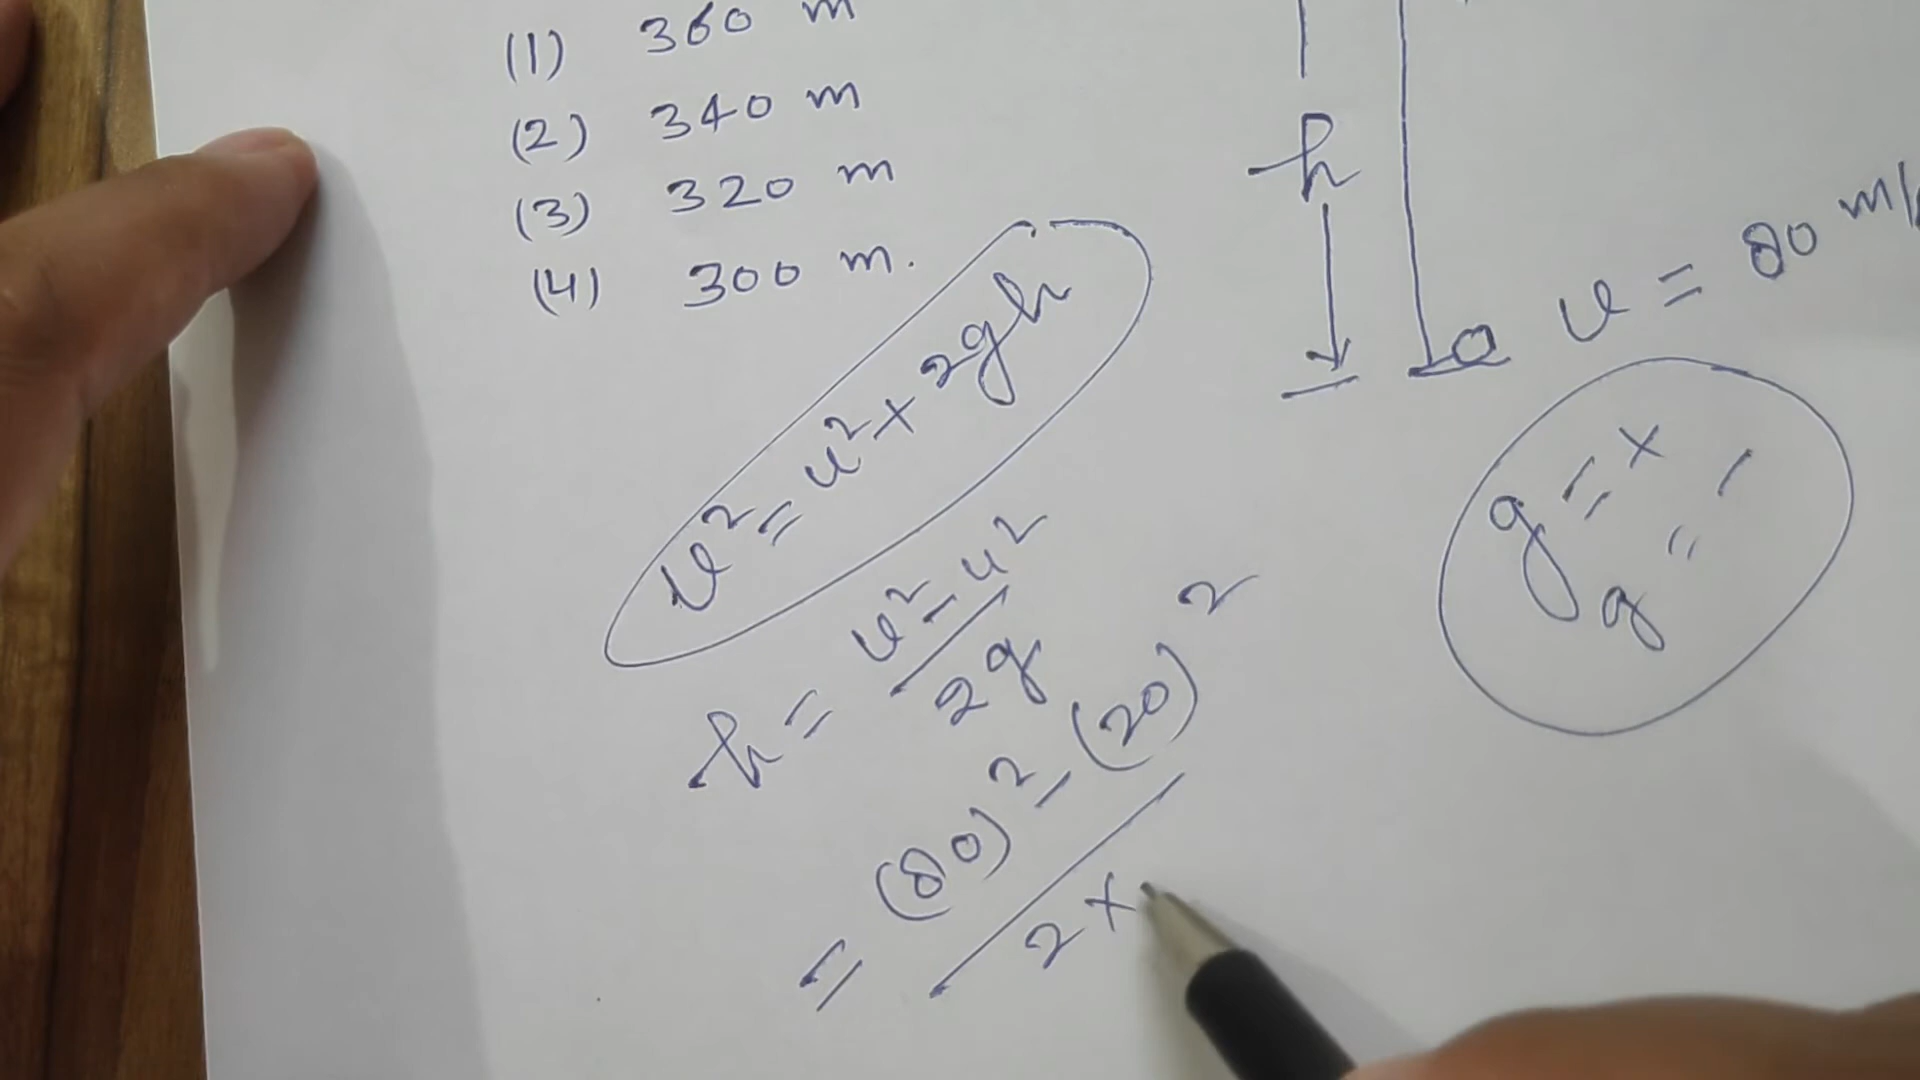 (1) 360 m
(2) 340 m
(3) 320 m
(4) 300 m.
h
v = 80 m/
v² = u² + 2gh
g = +
g = -
h = v² - u² / 2g
= (80)² - (20)² / 2 ×